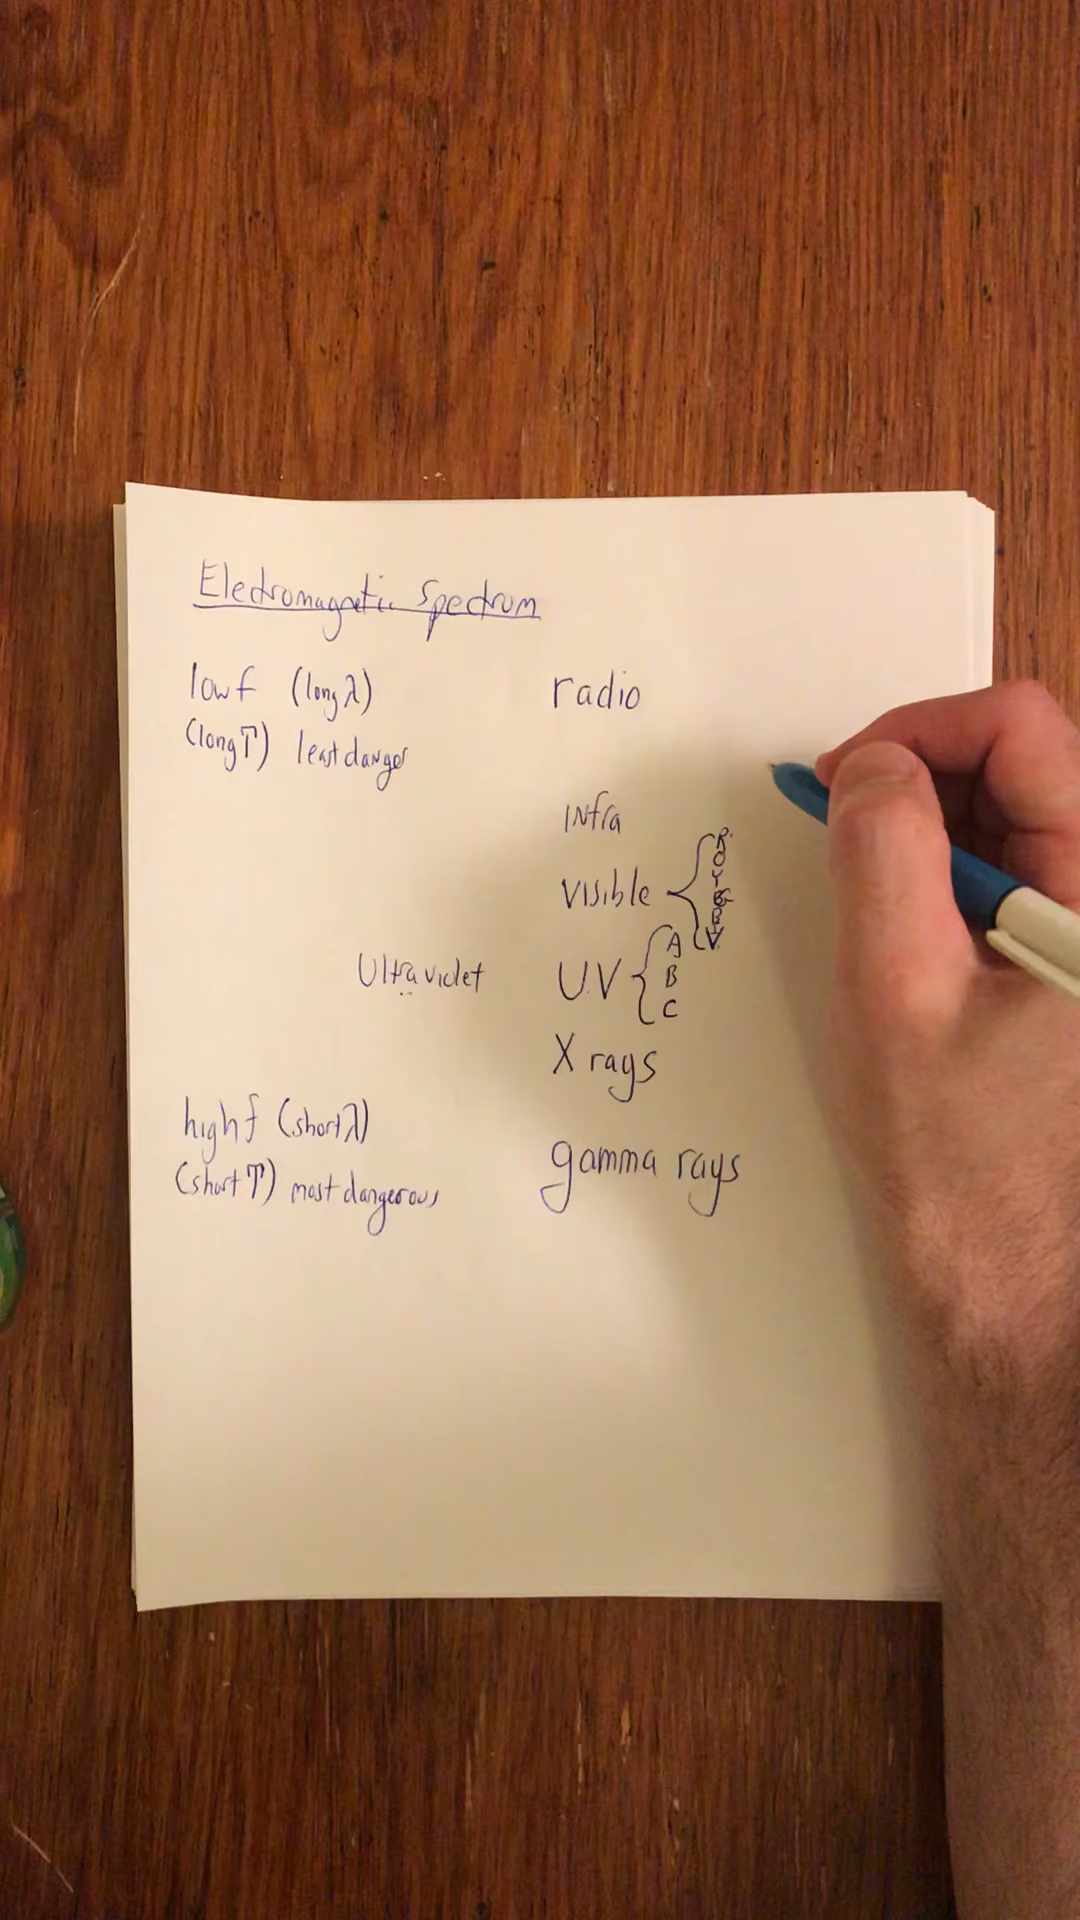 Electromagnetic Spectrum
low f (long λ) radio
(long T) least danger
Infra
Visible { R
O
Y
G
B
V
Ultraviolet UV { A
B
C
X rays
high f (short λ)
(short T) most dangerous
gamma rays